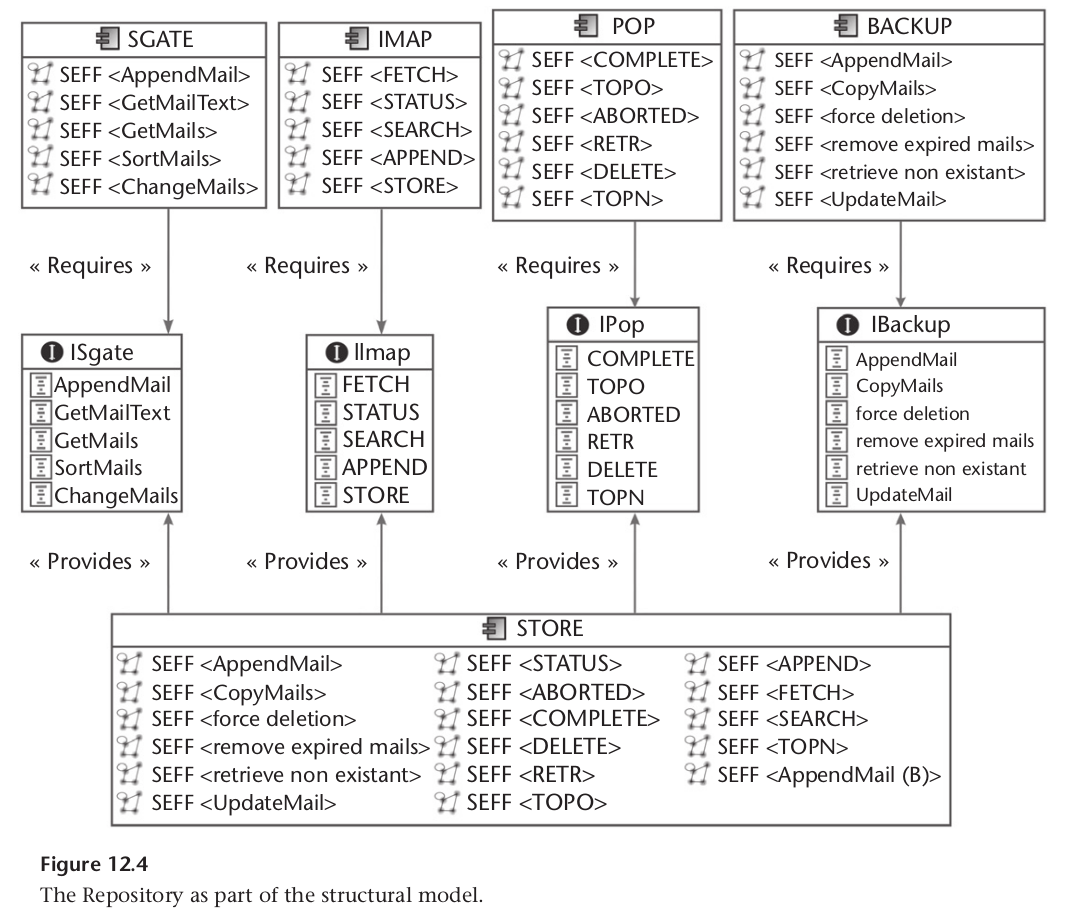 SGATE
SEFF <AppendMail>
SEFF <GetMailText>
SEFF <GetMails>
SEFF <SortMails>
SEFF <ChangeMails>
IMAP
SEFF <FETCH>
SEFF <STATUS>
SEFF <SEARCH>
SEFF <APPEND>
SEFF <STORE>
POP
SEFF <COMPLETE>
SEFF <TOPO>
SEFF <ABORTED>
SEFF <RETR>
SEFF <DELETE>
SEFF <TOPN>
BACKUP
SEFF <AppendMail>
SEFF <CopyMails>
SEFF <force deletion>
SEFF <remove expired mails>
SEFF <retrieve non existant>
SEFF <UpdateMail>
« Requires »
« Requires »
« Requires »
« Requires »
I ISgate
AppendMail
GetMailText
GetMails
SortMails
ChangeMails
I IImap
FETCH
STATUS
SEARCH
APPEND
STORE
I IPop
COMPLETE
TOPO
ABORTED
RETR
DELETE
TOPN
I IBackup
AppendMail
CopyMails
force deletion
remove expired mails
retrieve non existant
UpdateMail
« Provides »
« Provides »
« Provides »
« Provides »
STORE
SEFF <AppendMail>
SEFF <CopyMails>
SEFF <force deletion>
SEFF <remove expired mails>
SEFF <retrieve non existant>
SEFF <UpdateMail>
SEFF <STATUS>
SEFF <ABORTED>
SEFF <COMPLETE>
SEFF <DELETE>
SEFF <RETR>
SEFF <TOPO>
SEFF <APPEND>
SEFF <FETCH>
SEFF <SEARCH>
SEFF <TOPN>
SEFF <AppendMail (B)>
Figure 12.4
The Repository as part of the structural model.